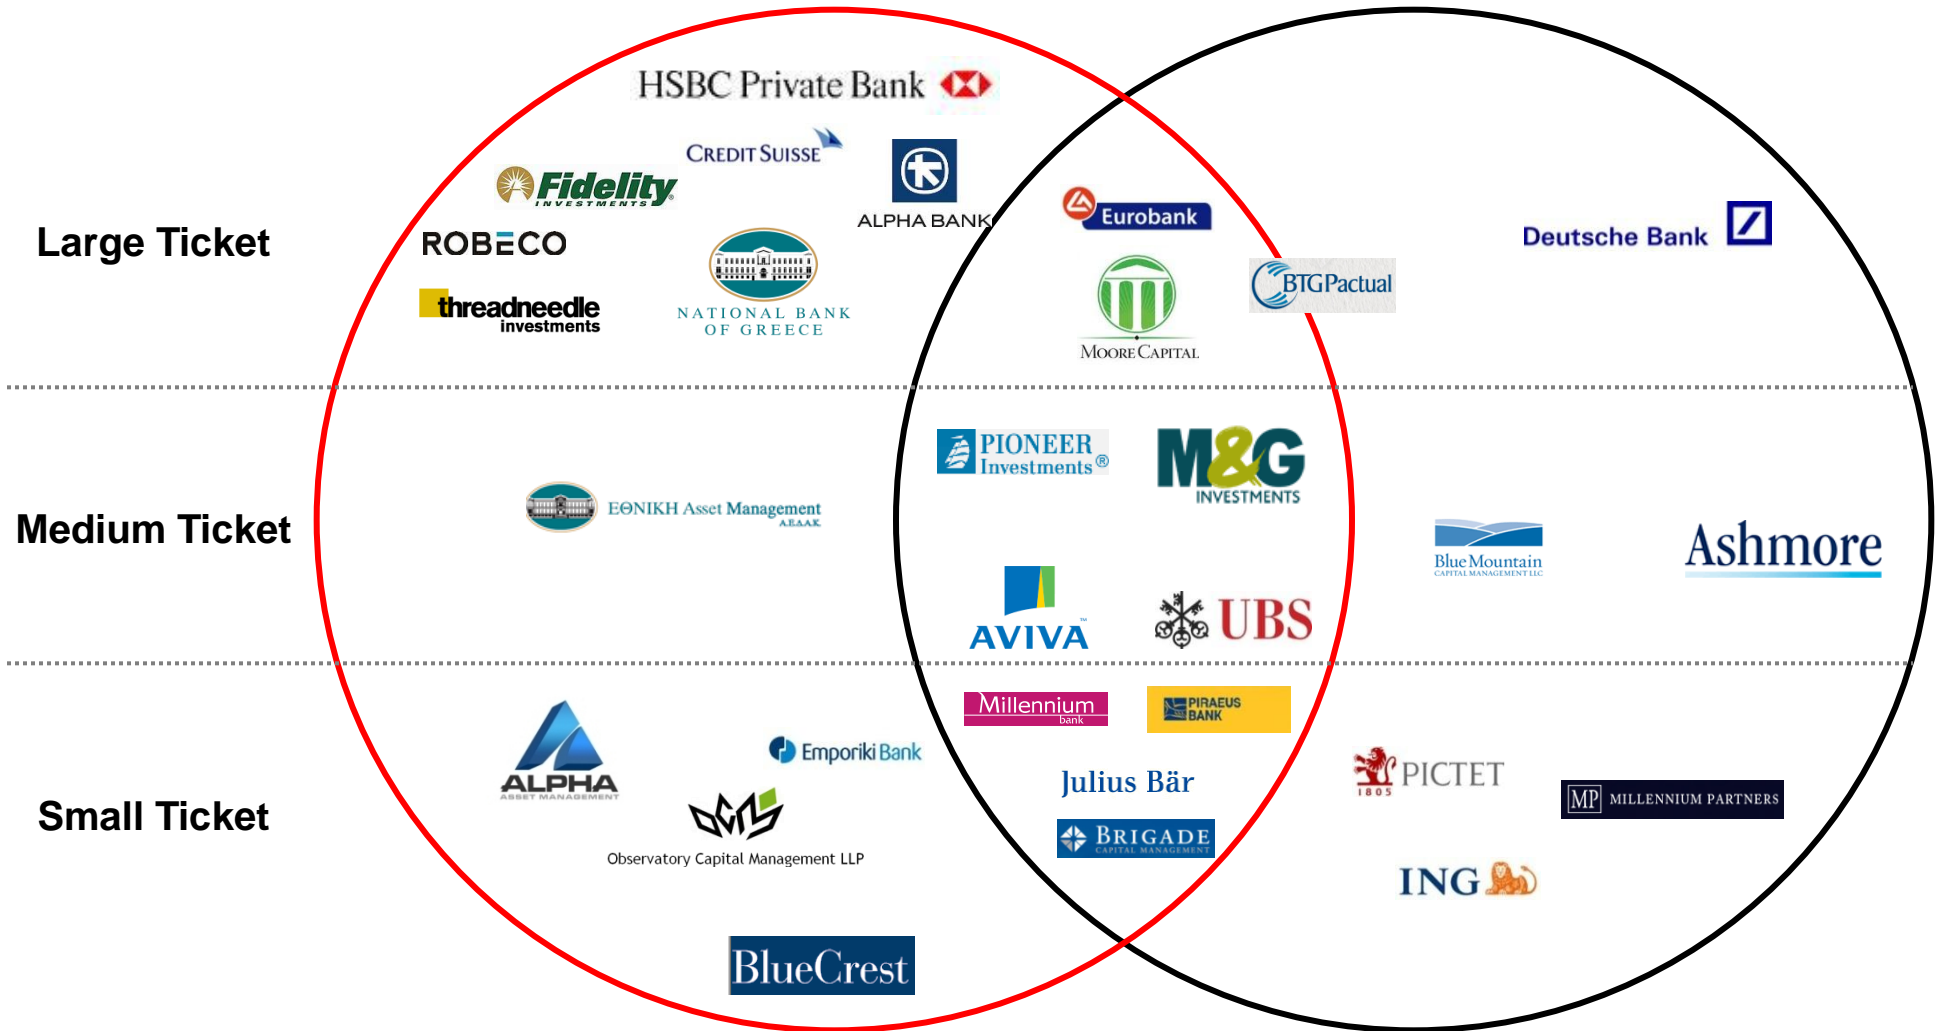 HSBC Private Bank
CREDIT SUISSE
Fidelity
INVESTMENTS
ALPHA BANK
Eurobank
Large Ticket
ROBECO
Deutsche Bank
threadneedle
investments
NATIONAL BANK
OF GREECE
BTGPactual
MOORE CAPITAL
PIONEER
Investments®
M&G
INVESTMENTS
Medium Ticket
ΕΘΝΙΚΗ Asset Management
Α.Ε.Δ.Α.Κ.
Blue Mountain
CAPITAL MANAGEMENT LLC
Ashmore
AVIVA™
UBS
Millennium
bank
PIRAEUS
BANK
ALPHA
ASSET MANAGEMENT
Emporiki Bank
Julius Bär
PICTET
1805
MP MILLENNIUM PARTNERS
Small Ticket
OCM
Observatory Capital Management LLP
BRIGADE
CAPITAL MANAGEMENT
ING
BlueCrest